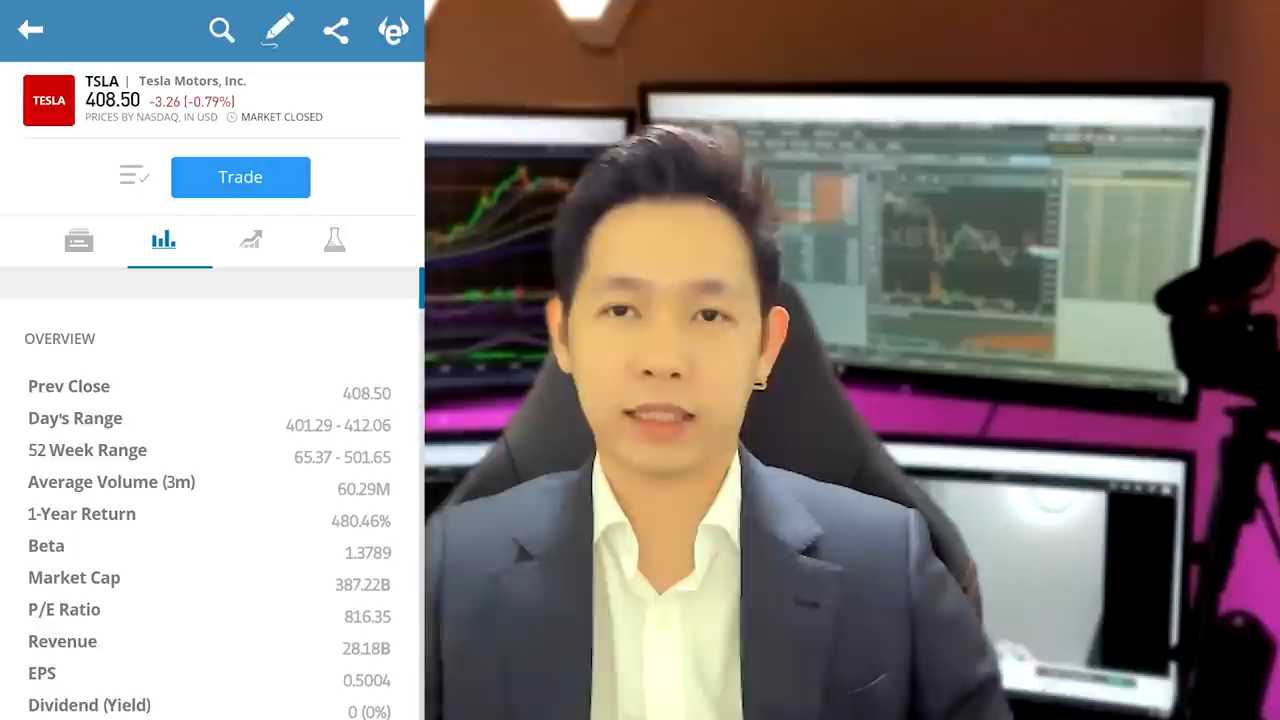 TSLA | Tesla Motors, Inc.
TESLA
408.50 -3.26 (-0.79%)
PRICES BY NASDAQ, IN USD MARKET CLOSED
Trade
OVERVIEW
Prev Close 408.50
Day's Range 401.29 - 412.06
52 Week Range 65.37 - 501.65
Average Volume (3m) 60.29M
1-Year Return 480.46%
Beta 1.3789
Market Cap 387.22B
P/E Ratio 816.35
Revenue 28.18B
EPS 0.5004
Dividend (Yield) 0 (0%)